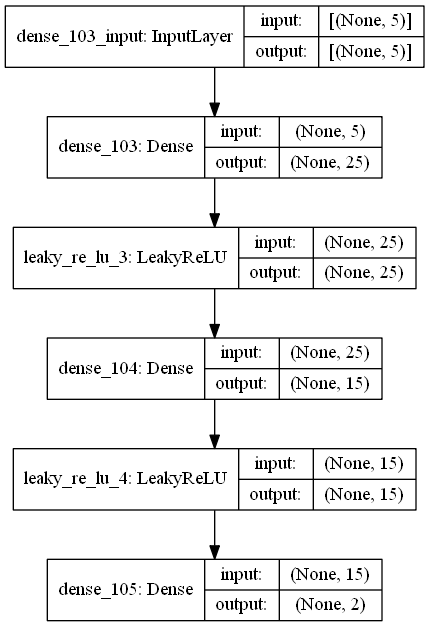 dense_103_input: InputLayer
input: [(None, 5)]
output: [(None, 5)]
dense_103: Dense
input: (None, 5)
output: (None, 25)
leaky_re_lu_3: LeakyReLU
input: (None, 25)
output: (None, 25)
dense_104: Dense
input: (None, 25)
output: (None, 15)
leaky_re_lu_4: LeakyReLU
input: (None, 15)
output: (None, 15)
dense_105: Dense
input: (None, 15)
output: (None, 2)